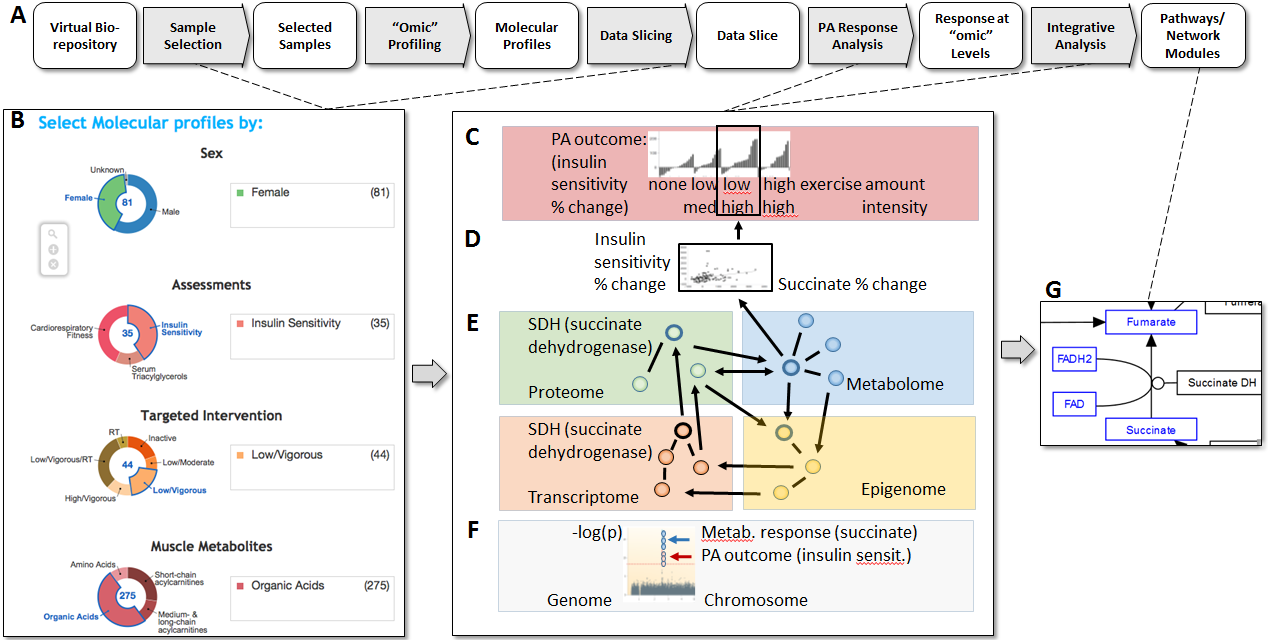 A
Virtual Bio-
repository
Sample
Selection
Selected
Samples
“Omic”
Profiling
Molecular
Profiles
Data Slicing
Data Slice
PA Response
Analysis
Response at
“omic”
Levels
Integrative
Analysis
Pathways/
Network
Modules
B
Select Molecular profiles by:
Sex
Unknown
Female
81
Male
Female (81)
Assessments
Cardiorespiratory
Fitness
35
Insulin
Sensitivity
Serum
Triacylglycerols
Insulin Sensitivity (35)
Targeted Intervention
RT
Inactive
Low/Vigorous/RT
44
Low/Moderate
High/Vigorous
Low/Vigorous
Low/Vigorous (44)
Muscle Metabolites
Amino Acids
Short-chain
acylcarnitines
275
Organic Acids
Medium- &
long-chain
acylcarnitines
Organic Acids (275)
C
PA outcome:
(insulin
sensitivity none low low high exercise amount
% change) med high high intensity
D
Insulin
sensitivity
% change
Succinate % change
E
SDH (succinate
dehydrogenase)
Proteome
Metabolome
SDH (succinate
dehydrogenase)
Transcriptome
Epigenome
F
-log(p)
Metab. response (succinate)
PA outcome (insulin sensit.)
Genome
Chromosome
G
Fumarate
FADH2
Succinate DH
FAD
Succinate